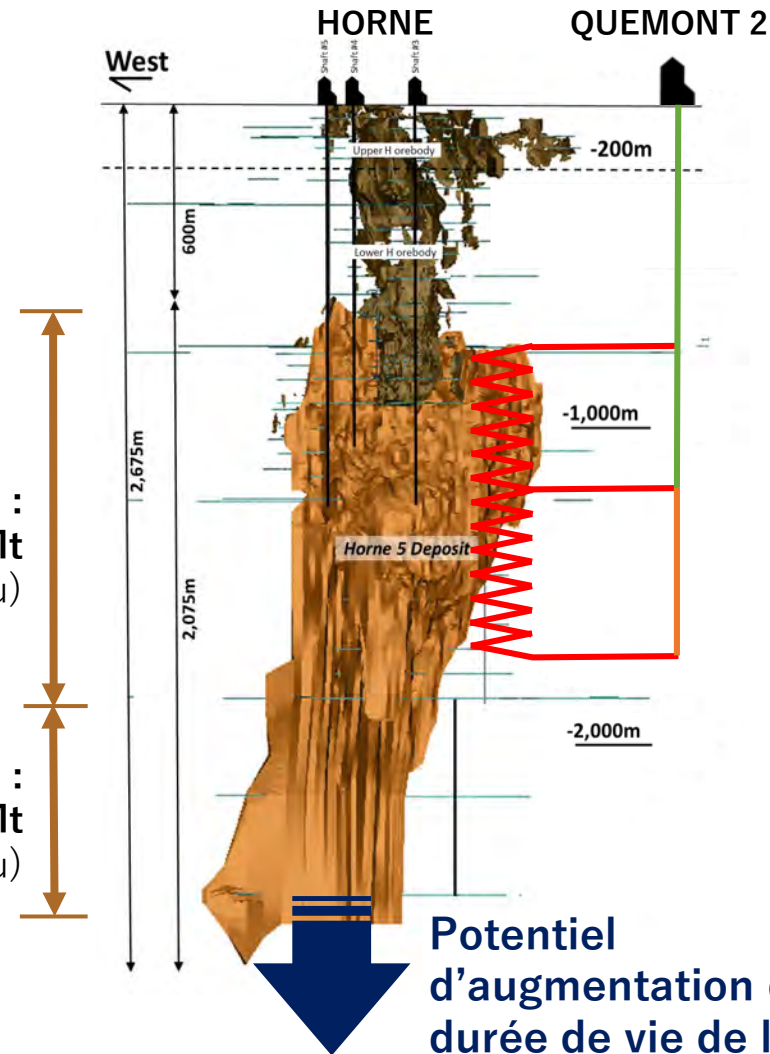 HORNE
QUEMONT 2
Shaft #5
Shaft #4
Shaft #3
West
Upper H orebody
-200m
600m
Lower H orebody
-1,000m
2,675m
:
Horne 5 Deposit
2,075m
-2,000m
:
Potentiel
d'augmentation
durée de vie de